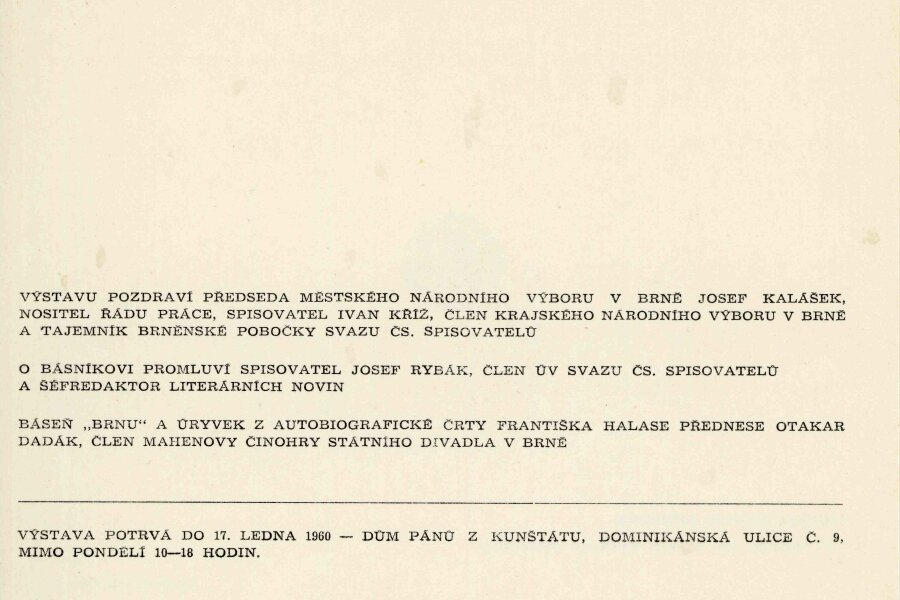 VÝSTAVU POZDRAVÍ PŘEDSEDA MĚSTSKÉHO NÁRODNÍHO VÝBORU V BRNĚ JOSEF KALÁŠEK,
NOSITEL ŘÁDU PRÁCE, SPISOVATEL IVAN KŘÍŽ, ČLEN KRAJSKÉHO NÁRODNÍHO VÝBORU V BRNĚ
A TAJEMNÍK BRNĚNSKÉ POBOČKY SVAZU ČS. SPISOVATELŮ
O BÁSNÍKOVI PROMLUVÍ SPISOVATEL JOSEF RYBÁK, ČLEN ÚV SVAZU ČS. SPISOVATELŮ
A ŠÉFREDAKTOR LITERÁRNÍCH NOVIN
BÁSEŇ „BRNU“ A ÚRYVEK Z AUTOBIOGRAFICKÉ ČRTY FRANTIŠKA HALASE PŘEDNESE OTAKAR
DADÁK, ČLEN MAHENOVY ČINOHRY STÁTNÍHO DIVADLA V BRNĚ
VÝSTAVA POTRVÁ DO 17. LEDNA 1960 — DŮM PÁNŮ Z KUNŠTÁTU, DOMINIKÁNSKÁ ULICE Č. 9,
MIMO PONDĚLÍ 10—18 HODIN.